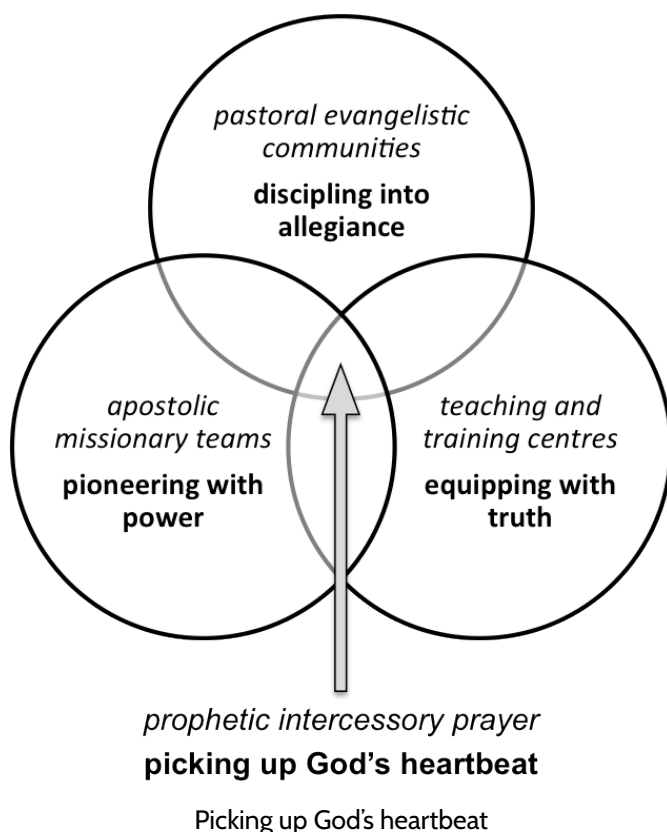 pastoral evangelistic
communities
discipling into
allegiance
apostolic
missionary teams
pioneering with
power
teaching and
training centres
equipping with
truth
prophetic intercessory prayer
picking up God’s heartbeat
Picking up God’s heartbeat